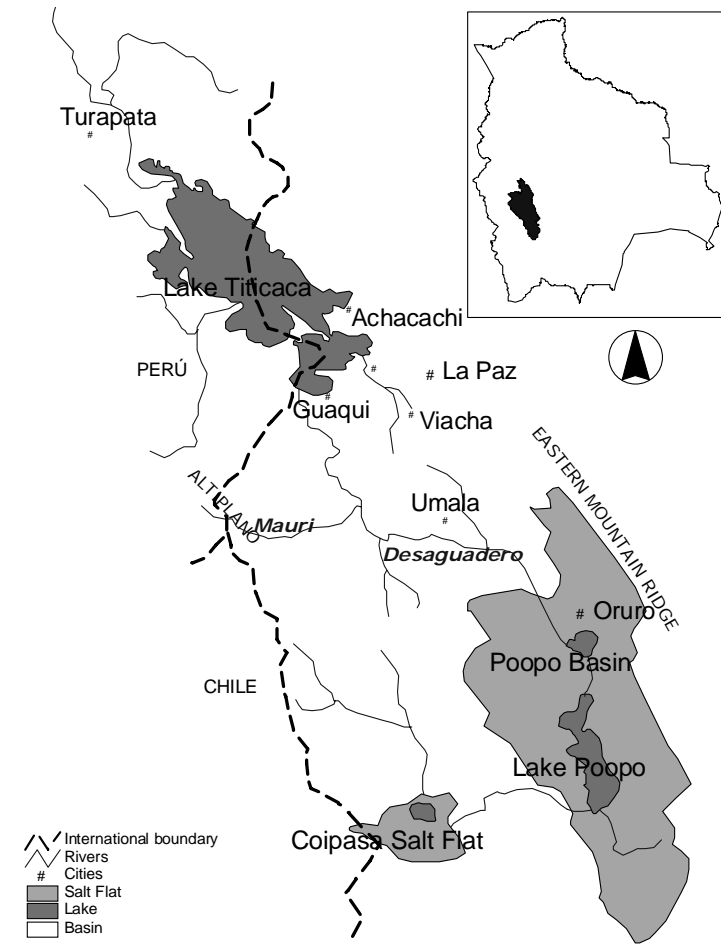 Turapata
Lake Titicaca
Achacachi
PERÚ
La Paz
Guaqui
Viacha
EASTERN MOUNTAIN RIDGE
ALTIPLANO
Mauri
Umala
Desaguadero
Oruro
Poopo Basin
CHILE
Lake Poopo
Coipasa Salt Flat
International boundary
Rivers
# Cities
Salt Flat
Lake
Basin